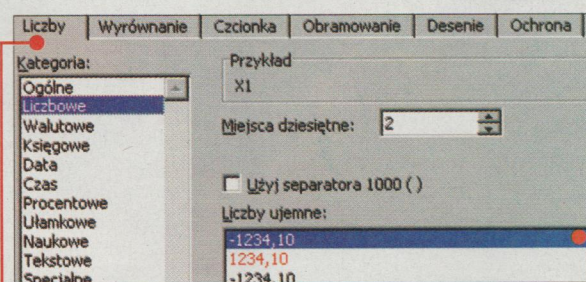 Liczby Wyrównanie Czcionka Obramowanie Desenie Ochrona
Kategoria:
Ogólne
Liczbowe
Walutowe
Księgowe
Data
Czas
Procentowe
Ułamkowe
Naukowe
Tekstowe
Specjalne
Przykład
X1
Miejsca dziesiętne: 2
Użyj separatora 1000 ( )
Liczby ujemne:
-1234,10
1234,10
-1234,10